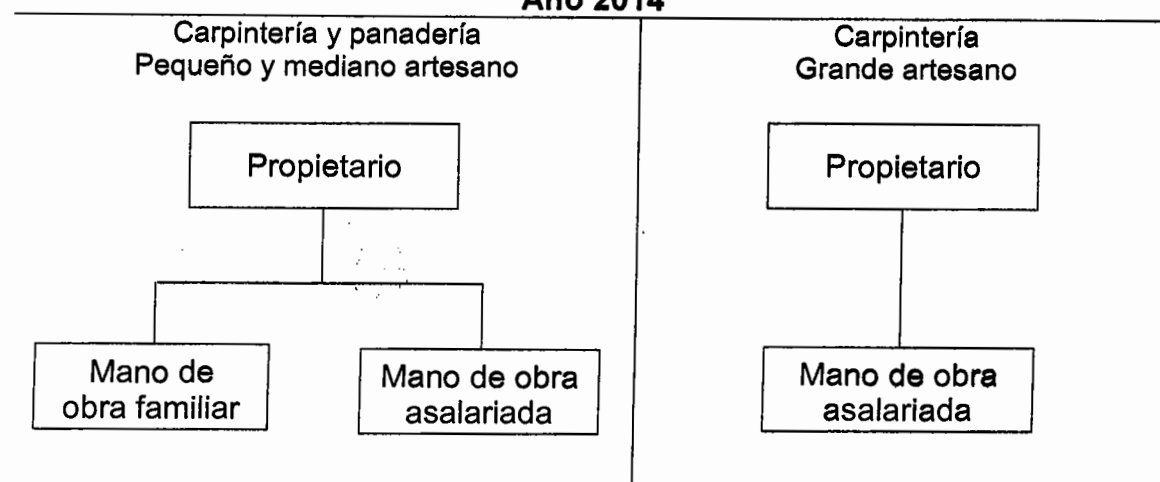 Año 2014
Carpintería y panadería
Pequeño y mediano artesano
Propietario
Mano de
obra familiar
Mano de obra
asalariada
Carpintería
Grande artesano
Propietario
Mano de obra
asalariada